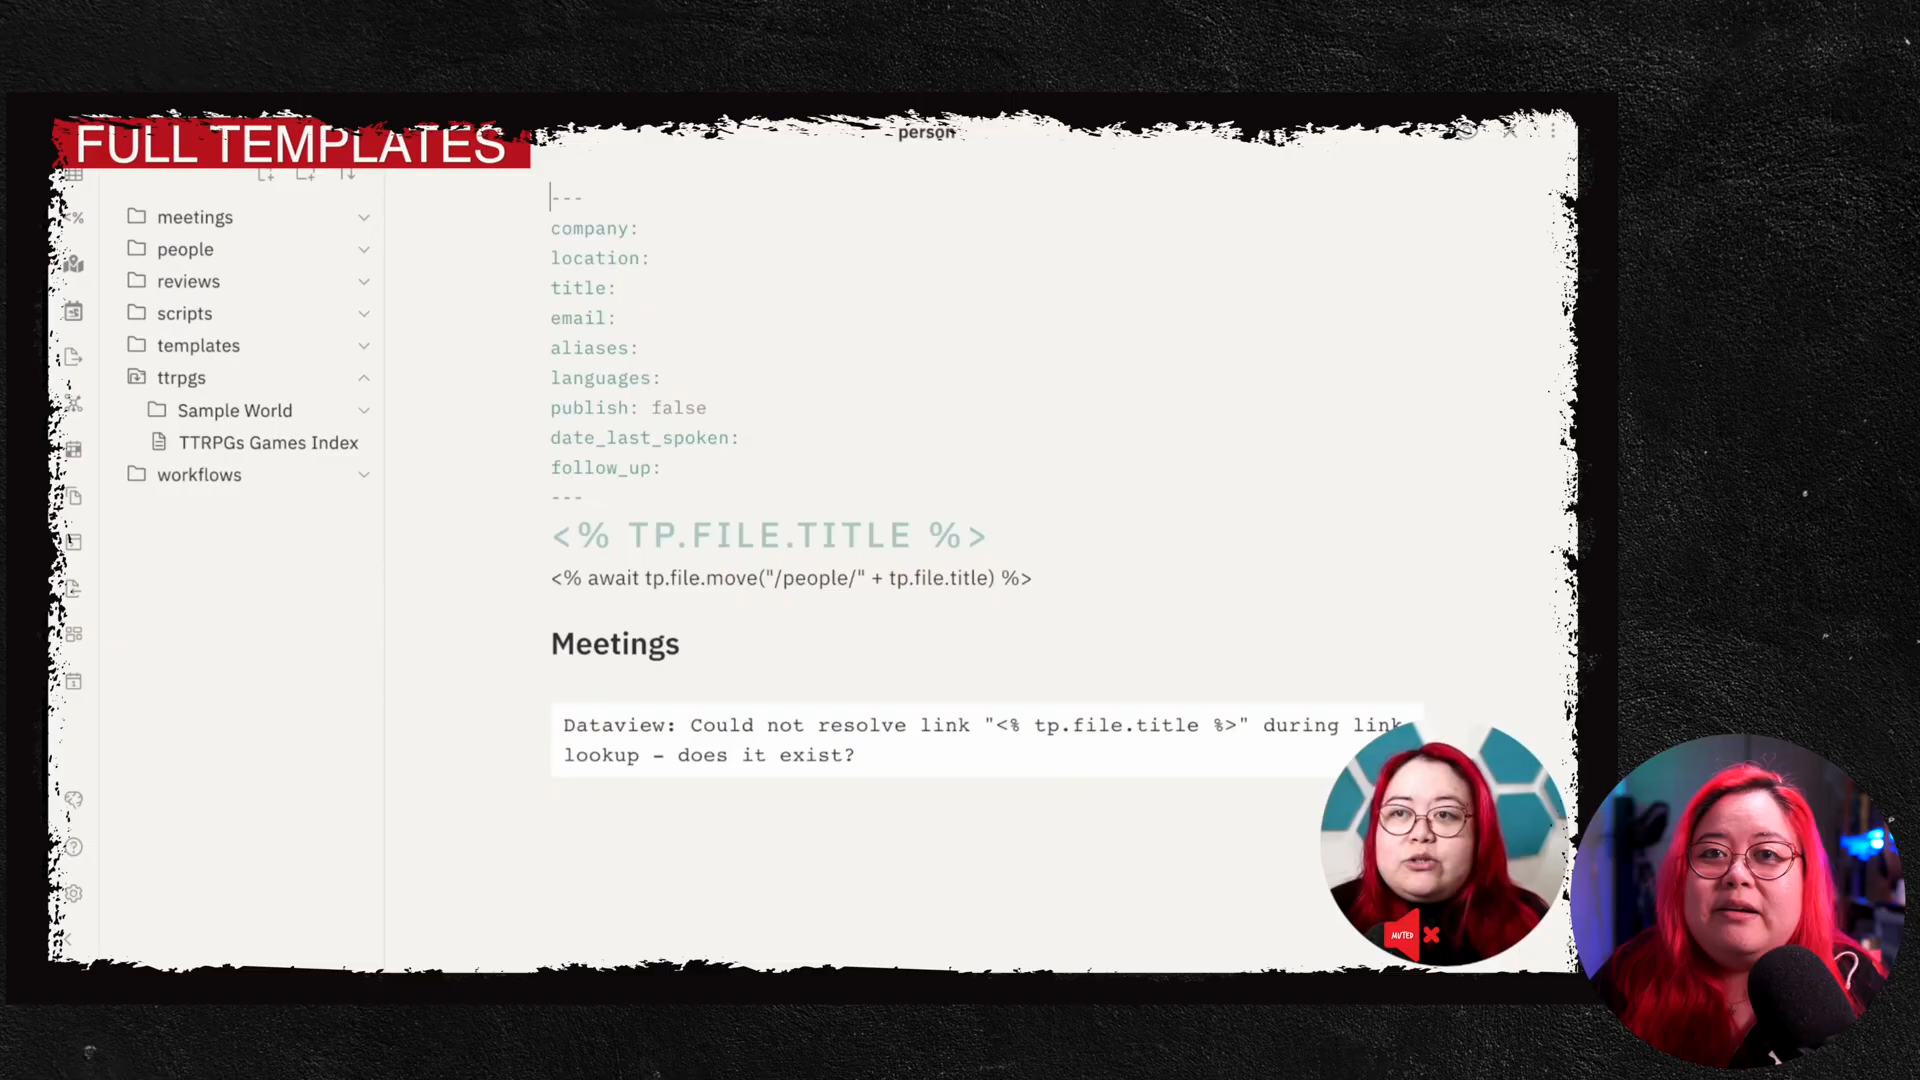 FULL TEMPLATES
person
meetings
people
reviews
scripts
templates
ttrpgs
Sample World
TTRPGs Games Index
workflows
---
company:
location:
title:
email:
aliases:
languages:
publish: false
date_last_spoken:
follow_up:
---
<% TP.FILE.TITLE %>
<% await tp.file.move("/people/" + tp.file.title) %>
Meetings
Dataview: Could not resolve link "<% tp.file.title %>" during link
lookup - does it exist?
MUTED